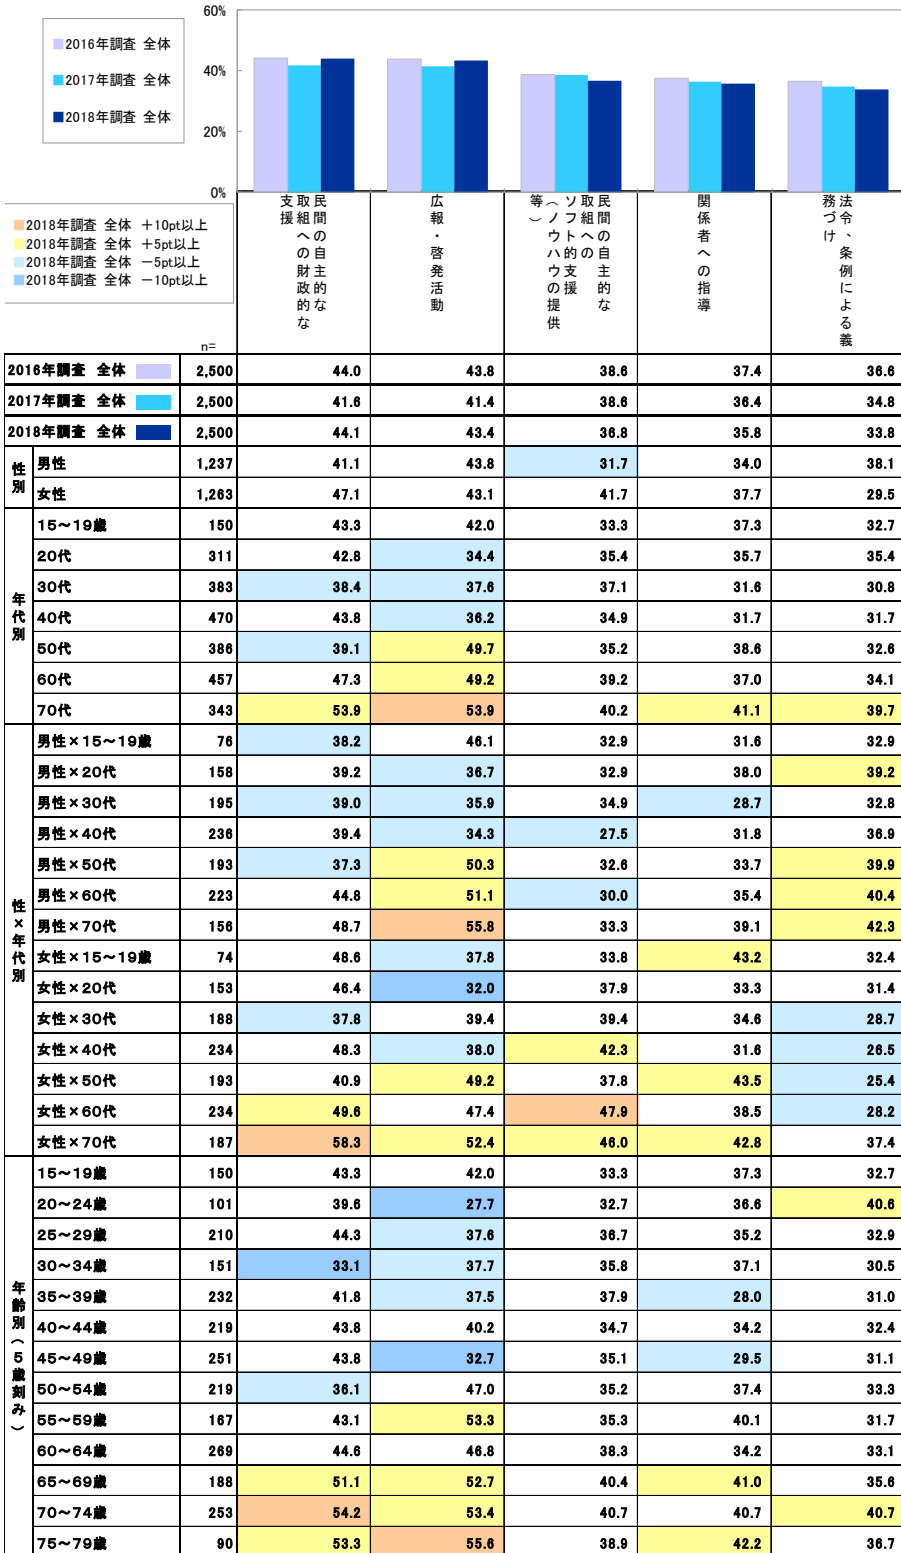 60%
40%
20%
0%
2016年調査 全体
2017年調査 全体
2018年調査 全体
2018年調査 全体 +10pt以上
2018年調査 全体 +5pt以上
2018年調査 全体 -5pt以上
2018年調査 全体 -10pt以上
民間の自主的な
取組への財政的な
支援
広報・啓発活動
民間の自主的な
取組への
ソフト的支援
(ノウハウの提供
等)
関係者への指導
法令、条例による義
務づけ
n=
2016年調査 全体 2,500 44.0 43.8 38.6 37.4 36.6
2017年調査 全体 2,500 41.6 41.4 38.6 36.4 34.8
2018年調査 全体 2,500 44.1 43.4 36.8 35.8 33.8
性別
男性 1,237 41.1 43.8 31.7 34.0 38.1
女性 1,263 47.1 43.1 41.7 37.7 29.5
年代別
15~19歳 150 43.3 42.0 33.3 37.3 32.7
20代 311 42.8 34.4 35.4 35.7 35.4
30代 383 38.4 37.6 37.1 31.6 30.8
40代 470 43.8 36.2 34.9 31.7 31.7
50代 386 39.1 49.7 35.2 38.6 32.6
60代 457 47.3 49.2 39.2 37.0 34.1
70代 343 53.9 53.9 40.2 41.1 39.7
性×年代別
男性×15~19歳 76 38.2 46.1 32.9 31.6 32.9
男性×20代 158 39.2 36.7 32.9 38.0 39.2
男性×30代 195 39.0 35.9 34.9 28.7 32.8
男性×40代 236 39.4 34.3 27.5 31.8 36.9
男性×50代 193 37.3 50.3 32.6 33.7 39.9
男性×60代 223 44.8 51.1 30.0 35.4 40.4
男性×70代 156 48.7 55.8 33.3 39.1 42.3
女性×15~19歳 74 48.6 37.8 33.8 43.2 32.4
女性×20代 153 46.4 32.0 37.9 33.3 31.4
女性×30代 188 37.8 39.4 39.4 34.6 28.7
女性×40代 234 48.3 38.0 42.3 31.6 26.5
女性×50代 193 40.9 49.2 37.8 43.5 25.4
女性×60代 234 49.6 47.4 47.9 38.5 28.2
女性×70代 187 58.3 52.4 46.0 42.8 37.4
年齢別(5歳刻み)
15~19歳 150 43.3 42.0 33.3 37.3 32.7
20~24歳 101 39.6 27.7 32.7 36.6 40.6
25~29歳 210 44.3 37.6 36.7 35.2 32.9
30~34歳 151 33.1 37.7 35.8 37.1 30.5
35~39歳 232 41.8 37.5 37.9 28.0 31.0
40~44歳 219 43.8 40.2 34.7 34.2 32.4
45~49歳 251 43.8 32.7 35.1 29.5 31.1
50~54歳 219 36.1 47.0 35.2 37.4 33.3
55~59歳 167 43.1 53.3 35.3 40.1 31.7
60~64歳 269 44.6 46.8 38.3 34.2 33.1
65~69歳 188 51.1 52.7 40.4 41.0 35.6
70~74歳 253 54.2 53.4 40.7 40.7 40.7
75~79歳 90 53.3 55.6 38.9 42.2 36.7